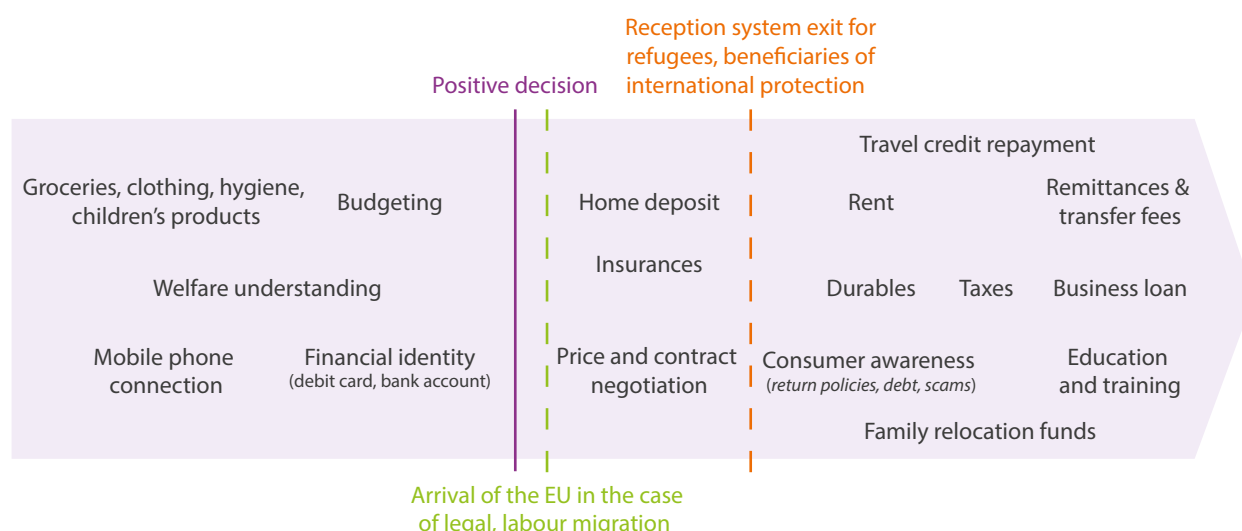 Reception system exit for
refugees, beneficiaries of
international protection
Positive decision
Travel credit repayment
Groceries, clothing, hygiene,
children's products
Budgeting
Home deposit
Rent
Remittances &
transfer fees
Insurances
Welfare understanding
Durables
Taxes
Business loan
Mobile phone
connection
Financial identity
(debit card, bank account)
Price and contract
negotiation
Consumer awareness
(return policies, debt, scams)
Education
and training
Family relocation funds
Arrival of the EU in the case
of legal, labour migration